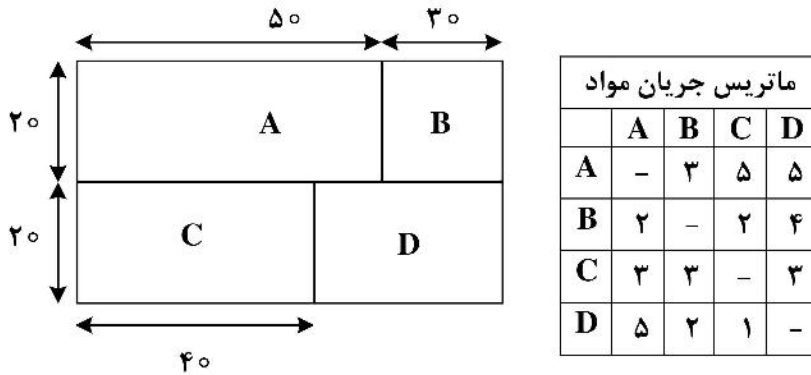 ۵۰ ۳۰
۲۰ A B
۲۰ C D
۴۰
ماتریس جریان مواد
A B C D
A – ۳ ۵ ۵
B ۲ – ۲ ۴
C ۳ ۳ – ۳
D ۵ ۲ ۱ –